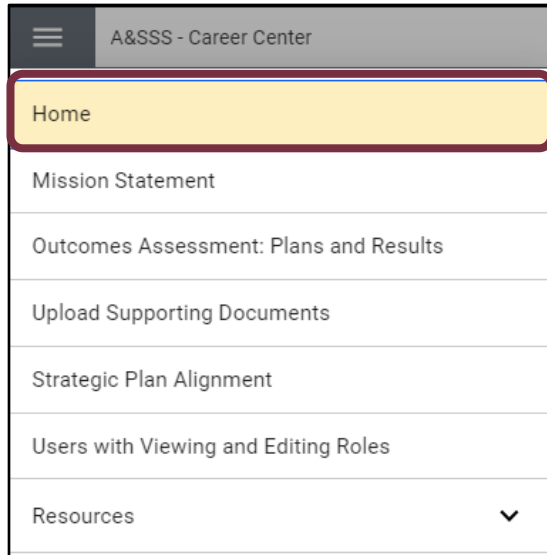 A&SSS - Career Center
Home
Mission Statement
Outcomes Assessment: Plans and Results
Upload Supporting Documents
Strategic Plan Alignment
Users with Viewing and Editing Roles
Resources